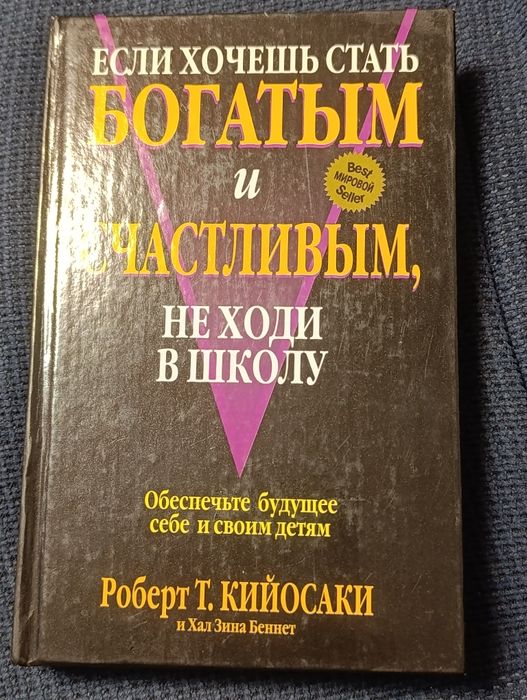 ЕСЛИ ХОЧЕШЬ СТАТЬ
БОГАТЫМ
и
Best
МИРОВОЙ
Seller
СЧАСТЛИВЫМ,
НЕ ХОДИ
В ШКОЛУ
Обеспечьте будущее
себе и своим детям
Роберт Т. КИЙОСАКИ
и Хал Зина Беннет